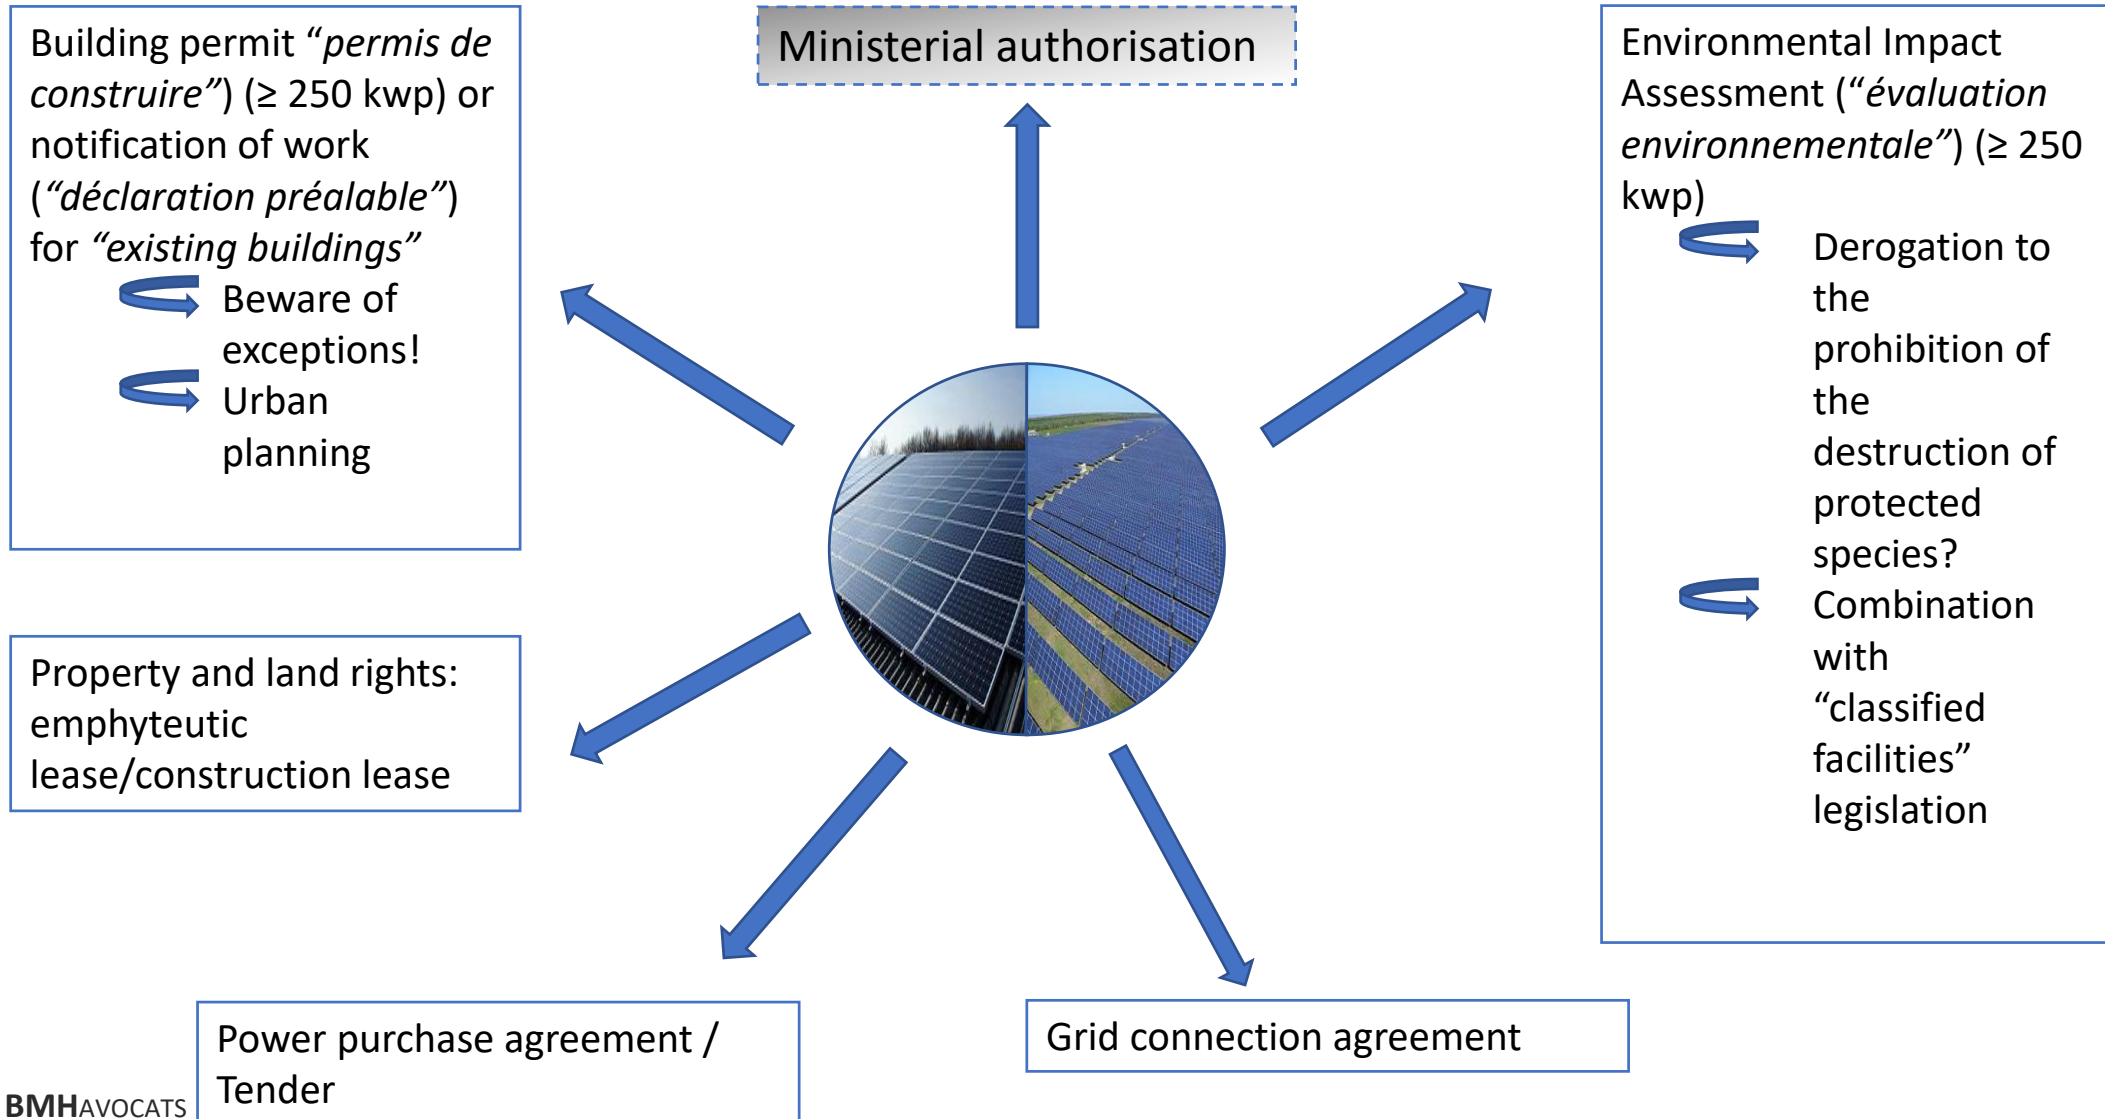 Building permit “permis de
construire”) (≥ 250 kwp) or
notification of work
(“déclaration préalable”)
for “existing buildings”
Beware of
exceptions!
Urban
planning
Ministerial authorisation
Environmental Impact
Assessment (“évaluation
environnementale”) (≥ 250
kwp)
Derogation to
the
prohibition of
the
destruction of
protected
species?
Combination
with
“classified
facilities”
legislation
Property and land rights:
emphyteutic
lease/construction lease
Power purchase agreement /
Tender
Grid connection agreement
BMHAVOCATS